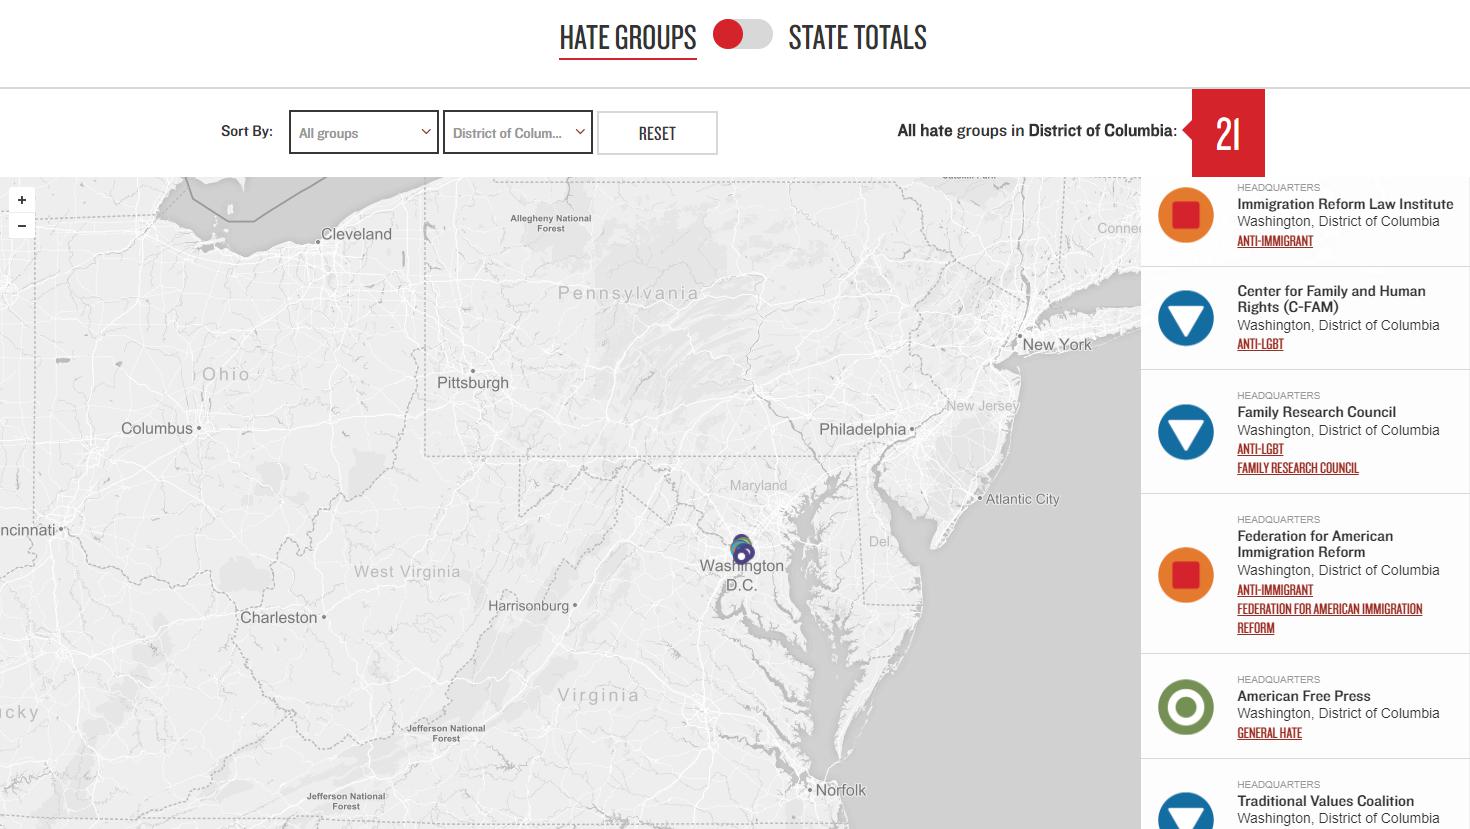 HATE GROUPS
STATE TOTALS
Sort By:
All groups
District of Colum...
RESET
All hate groups in District of Columbia:
21
+
−
Cleveland
Allegheny National
Forest
Connec
Pennsylvania
New York
Ohio
Pittsburgh
New Jersey
Columbus
Philadelphia
Maryland
Atlantic City
ncinnati
Del.
Washington
D.C.
West Virginia
Harrisonburg
Charleston
Virginia
cky
Jefferson National
Forest
Norfolk
Jefferson National
Forest
HEADQUARTERS
Immigration Reform Law Institute
Washington, District of Columbia
ANTI-IMMIGRANT
Center for Family and Human
Rights (C-FAM)
Washington, District of Columbia
ANTI-LGBT
HEADQUARTERS
Family Research Council
Washington, District of Columbia
ANTI-LGBT
FAMILY RESEARCH COUNCIL
HEADQUARTERS
Federation for American
Immigration Reform
Washington, District of Columbia
ANTI-IMMIGRANT
FEDERATION FOR AMERICAN IMMIGRATION
REFORM
HEADQUARTERS
American Free Press
Washington, District of Columbia
GENERAL HATE
HEADQUARTERS
Traditional Values Coalition
Washington, District of Columbia